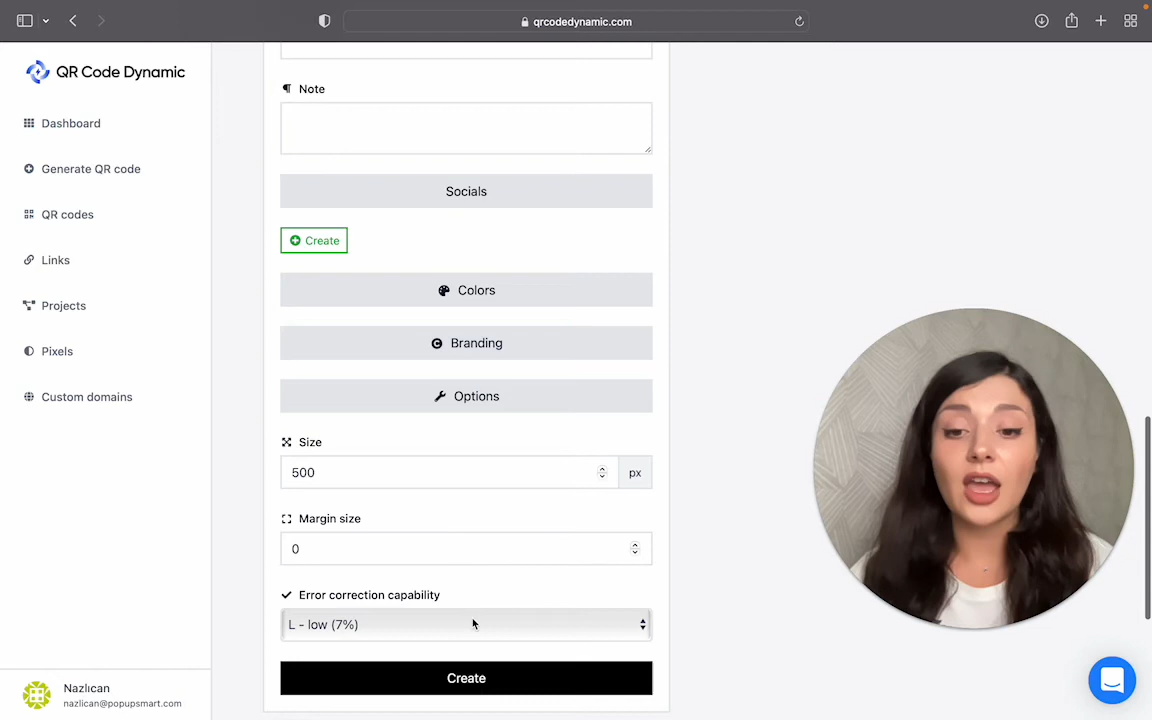 qrcodedynamic.com
QR Code Dynamic
Dashboard
Generate QR code
QR codes
Links
Projects
Pixels
Custom domains
Nazlıcan
nazlican@popupsmart.com
Note
Socials
Create
Colors
Branding
Options
Size
500
px
Margin size
0
Error correction capability
L - low (7%)
Create